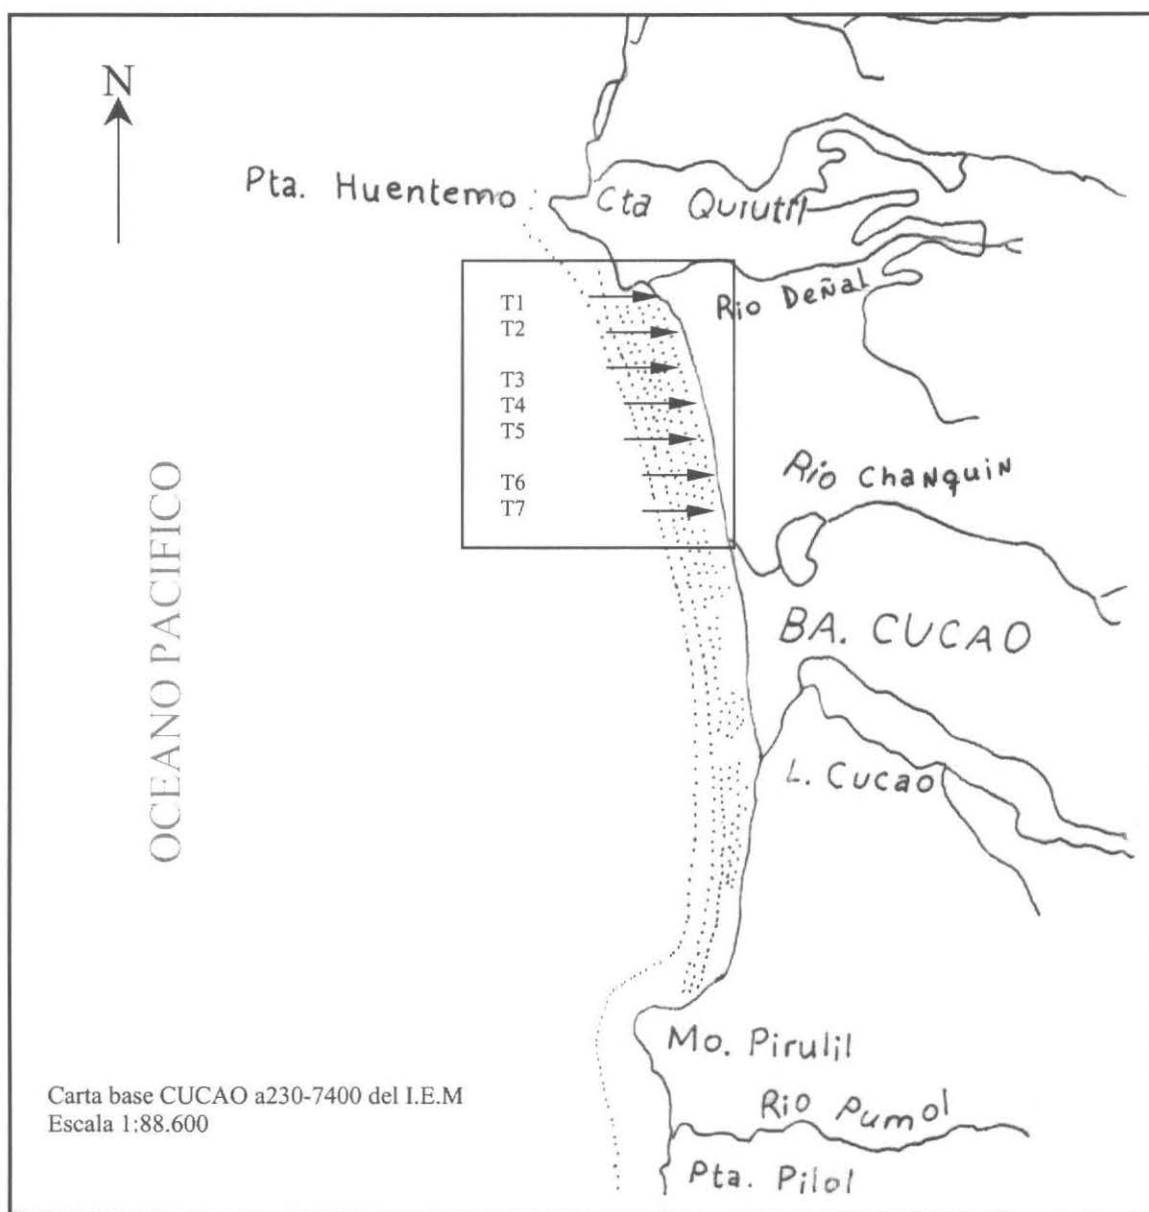 N
Pta. Huentemo
Cta Quiutil
Rio Deñal
T1
T2
T3
T4
T5
T6
T7
Rio Chanquin
OCEANO PACIFICO
BA. CUCAO
L. Cucao
Mo. Pirulil
Carta base CUCAO a230-7400 del I.E.M
Escala 1:88.600
Rio Pumol
Pta. Pilol